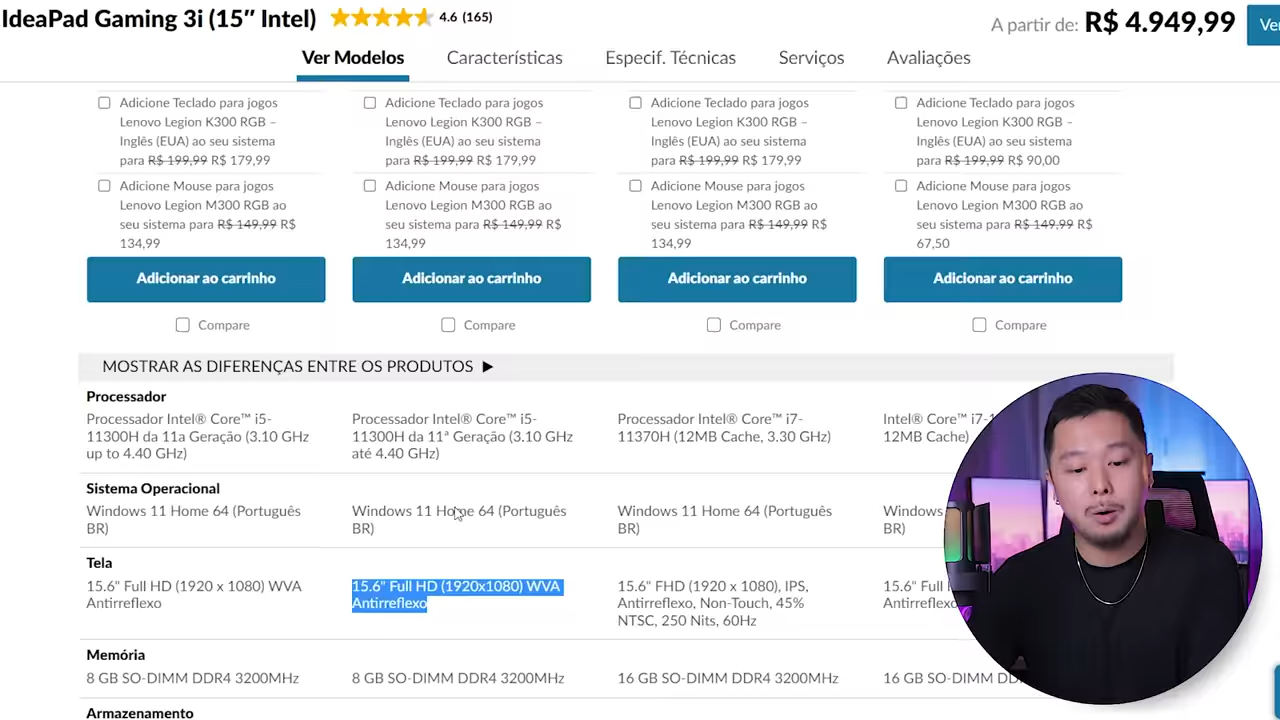 IdeaPad Gaming 3i (15″ Intel)
4.6 (165)
A partir de: R$ 4.949,99
Ver Modelos
Características
Especif. Técnicas
Serviços
Avaliações
Adicione Teclado para jogos
Lenovo Legion K300 RGB –
Inglês (EUA) ao seu sistema
para R$ 199,99 R$ 179,99
Adicione Mouse para jogos
Lenovo Legion M300 RGB ao
seu sistema para R$ 149,99 R$
134,99
Adicionar ao carrinho
Compare
Adicione Teclado para jogos
Lenovo Legion K300 RGB –
Inglês (EUA) ao seu sistema
para R$ 199,99 R$ 179,99
Adicione Mouse para jogos
Lenovo Legion M300 RGB ao
seu sistema para R$ 149,99 R$
134,99
Adicionar ao carrinho
Compare
Adicione Teclado para jogos
Lenovo Legion K300 RGB –
Inglês (EUA) ao seu sistema
para R$ 199,99 R$ 179,99
Adicione Mouse para jogos
Lenovo Legion M300 RGB ao
seu sistema para R$ 149,99 R$
134,99
Adicionar ao carrinho
Compare
Adicione Teclado para jogos
Lenovo Legion K300 RGB –
Inglês (EUA) ao seu sistema
para R$ 199,99 R$ 90,00
Adicione Mouse para jogos
Lenovo Legion M300 RGB ao
seu sistema para R$ 149,99 R$
67,50
Adicionar ao carrinho
Compare
MOSTRAR AS DIFERENÇAS ENTRE OS PRODUTOS
Processador
Processador Intel® Core™ i5-
11300H da 11a Geração (3.10 GHz
up to 4.40 GHz)
Processador Intel® Core™ i5-
11300H da 11ª Geração (3.10 GHz
até 4.40 GHz)
Processador Intel® Core™ i7-
11370H (12MB Cache, 3.30 GHz)
Intel® Core™ i7-
12MB Cache)
Sistema Operacional
Windows 11 Home 64 (Português
BR)
Windows 11 Home 64 (Português
BR)
Windows 11 Home 64 (Português
BR)
Windows
BR)
Tela
15.6" Full HD (1920 x 1080) WVA
Antirreflexo
15.6" Full HD (1920x1080) WVA
Antirreflexo
15.6" FHD (1920 x 1080), IPS,
Antirreflexo, Non-Touch, 45%
NTSC, 250 Nits, 60Hz
15.6" Full
Antirreflexo
Memória
8 GB SO-DIMM DDR4 3200MHz
8 GB SO-DIMM DDR4 3200MHz
16 GB SO-DIMM DDR4 3200MHz
16 GB SO-DIMM
Armazenamento